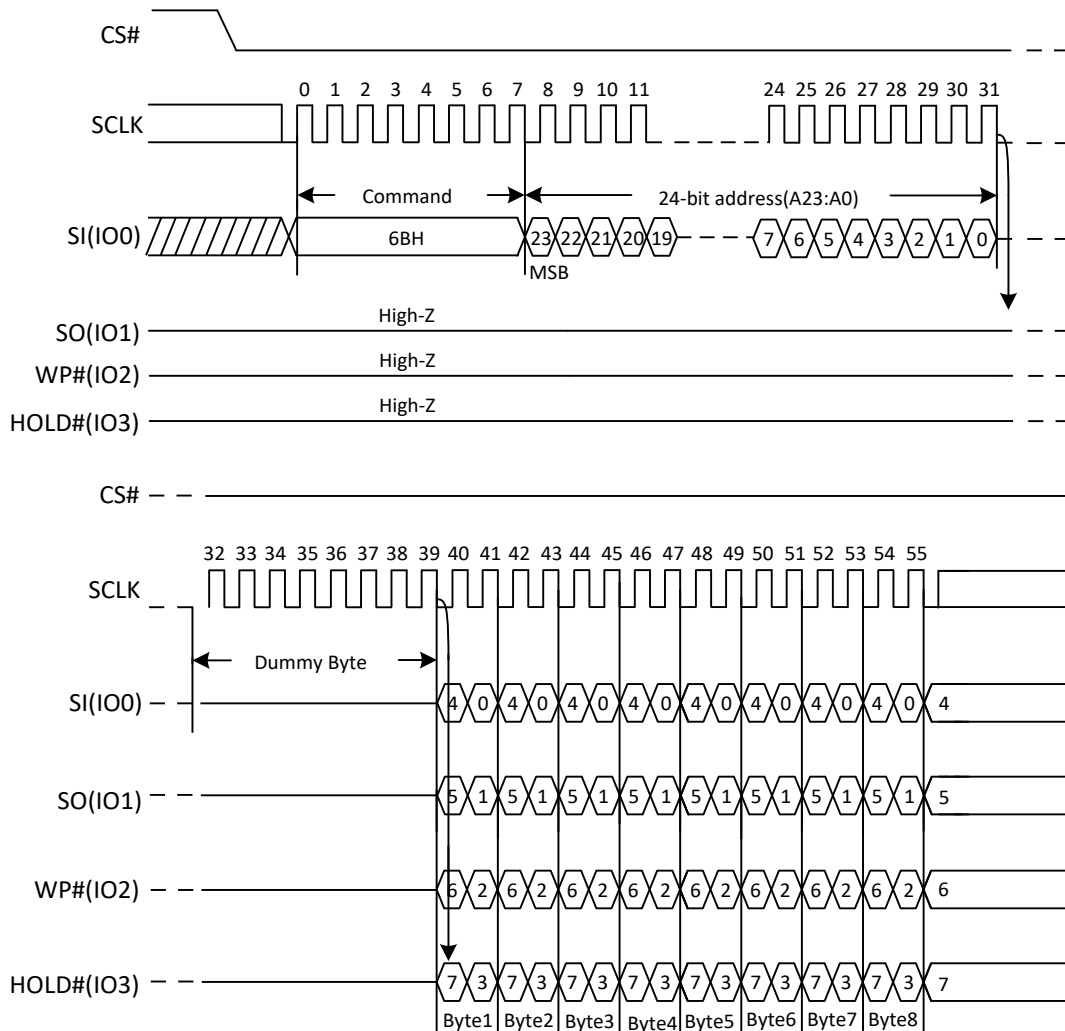 CS#
0 1 2 3 4 5 6 7 8 9 10 11 24 25 26 27 28 29 30 31
SCLK
Command 24-bit address(A23:A0)
SI(IO0) 6BH 23 22 21 20 19 7 6 5 4 3 2 1 0
MSB
High-Z
SO(IO1)
High-Z
WP#(IO2)
High-Z
HOLD#(IO3)
CS#
32 33 34 35 36 37 38 39 40 41 42 43 44 45 46 47 48 49 50 51 52 53 54 55
SCLK
Dummy Byte
SI(IO0) 4 0 4 0 4 0 4 0 4 0 4 0 4 0 4 0 4
SO(IO1) 5 1 5 1 5 1 5 1 5 1 5 1 5 1 5 1 5
WP#(IO2) 6 2 6 2 6 2 6 2 6 2 6 2 6 2 6 2 6
HOLD#(IO3) 7 3 7 3 7 3 7 3 7 3 7 3 7 3 7 3 7
Byte1 Byte2 Byte3 Byte4 Byte5 Byte6 Byte7 Byte8